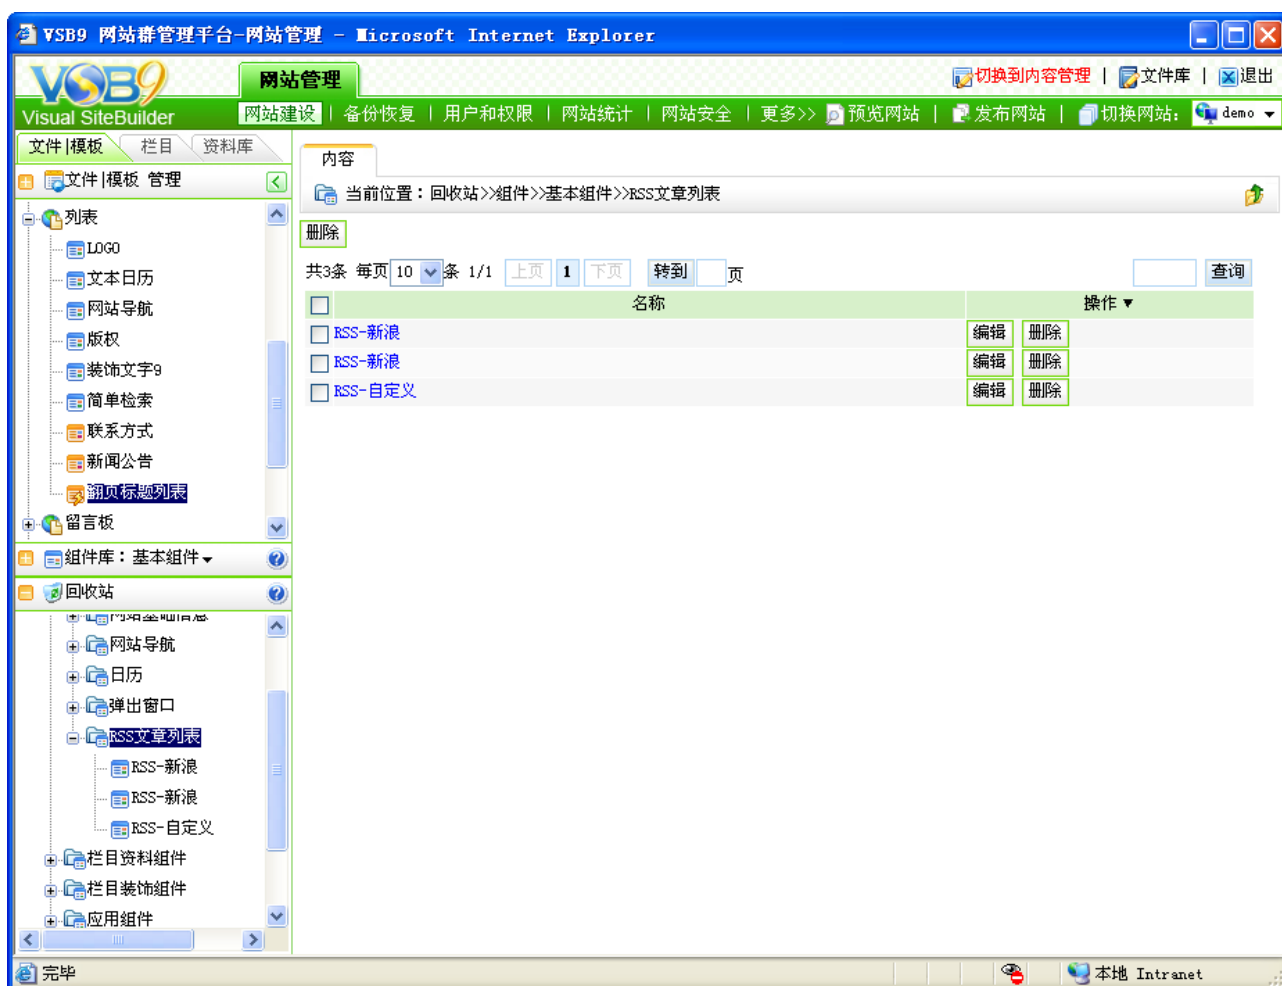 VSB9 网站群管理平台-网站管理 - Microsoft Internet Explorer
VSB9
Visual SiteBuilder
网站管理
切换到内容管理 | 文件库 | 退出
网站建设 | 备份恢复 | 用户和权限 | 网站统计 | 网站安全 | 更多>> 预览网站 | 发布网站 | 切换网站: demo
文件|模板 栏目 资料库
文件|模板 管理
列表
LOGO
文本日历
网站导航
版权
装饰文字9
简单检索
联系方式
新闻公告
翻页标题列表
留言板
组件库：基本组件
回收站
网站基础信息
网站导航
日历
弹出窗口
RSS文章列表
RSS-新浪
RSS-新浪
RSS-自定义
栏目资料组件
栏目装饰组件
应用组件
内容
当前位置：回收站>>组件>>基本组件>>RSS文章列表
删除
共3条 每页 10 条 1/1 上页 1 下页 转到 页 查询
名称 操作▼
RSS-新浪 编辑 删除
RSS-新浪 编辑 删除
RSS-自定义 编辑 删除
完毕 本地 Intranet